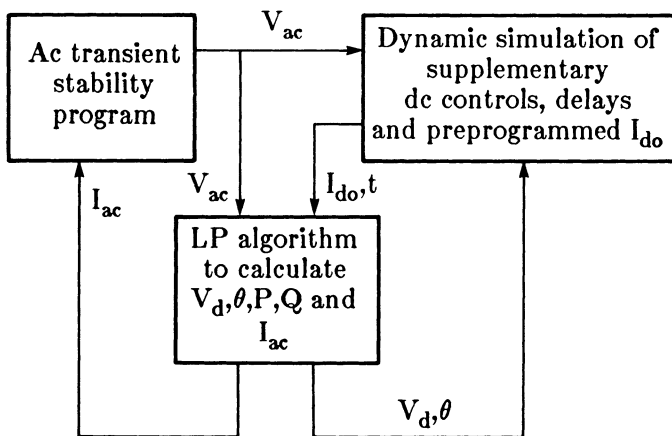 Ac transient
stability
program
V_ac
Dynamic simulation of
supplementary
dc controls, delays
and preprogrammed I_do
I_ac
V_ac
I_do,t
LP algorithm
to calculate
V_d,θ,P,Q and
I_ac
V_d,θ